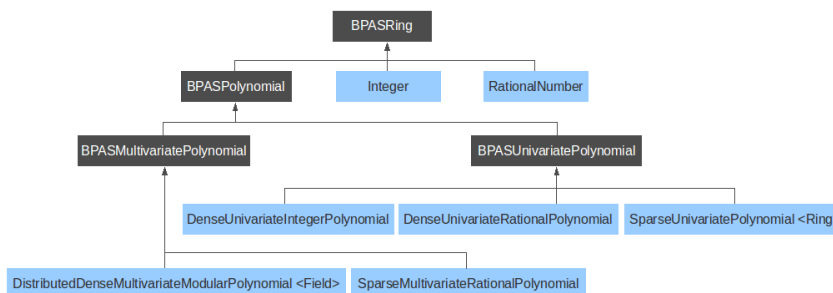 BPASRing
BPASPolynomial
Integer
RationalNumber
BPASMultivariatePolynomial
BPASUnivariatePolynomial
DenseUnivariateIntegerPolynomial
DenseUnivariateRationalPolynomial
SparseUnivariatePolynomial <Ring
DistributedDenseMultivariateModularPolynomial <Field>
SparseMultivariateRationalPolynomial